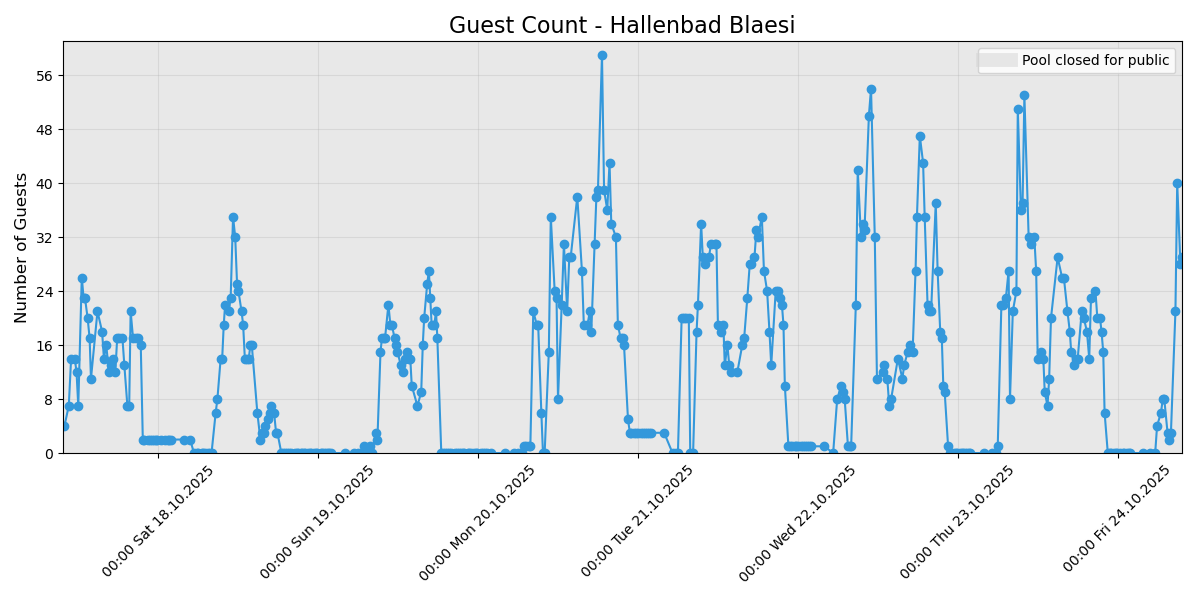 Guest Count - Hallenbad Blaesi
Pool closed for public
Number of Guests
56
48
40
32
24
16
8
0
00:00 Sat 18.10.2025
00:00 Sun 19.10.2025
00:00 Mon 20.10.2025
00:00 Tue 21.10.2025
00:00 Wed 22.10.2025
00:00 Thu 23.10.2025
00:00 Fri 24.10.2025